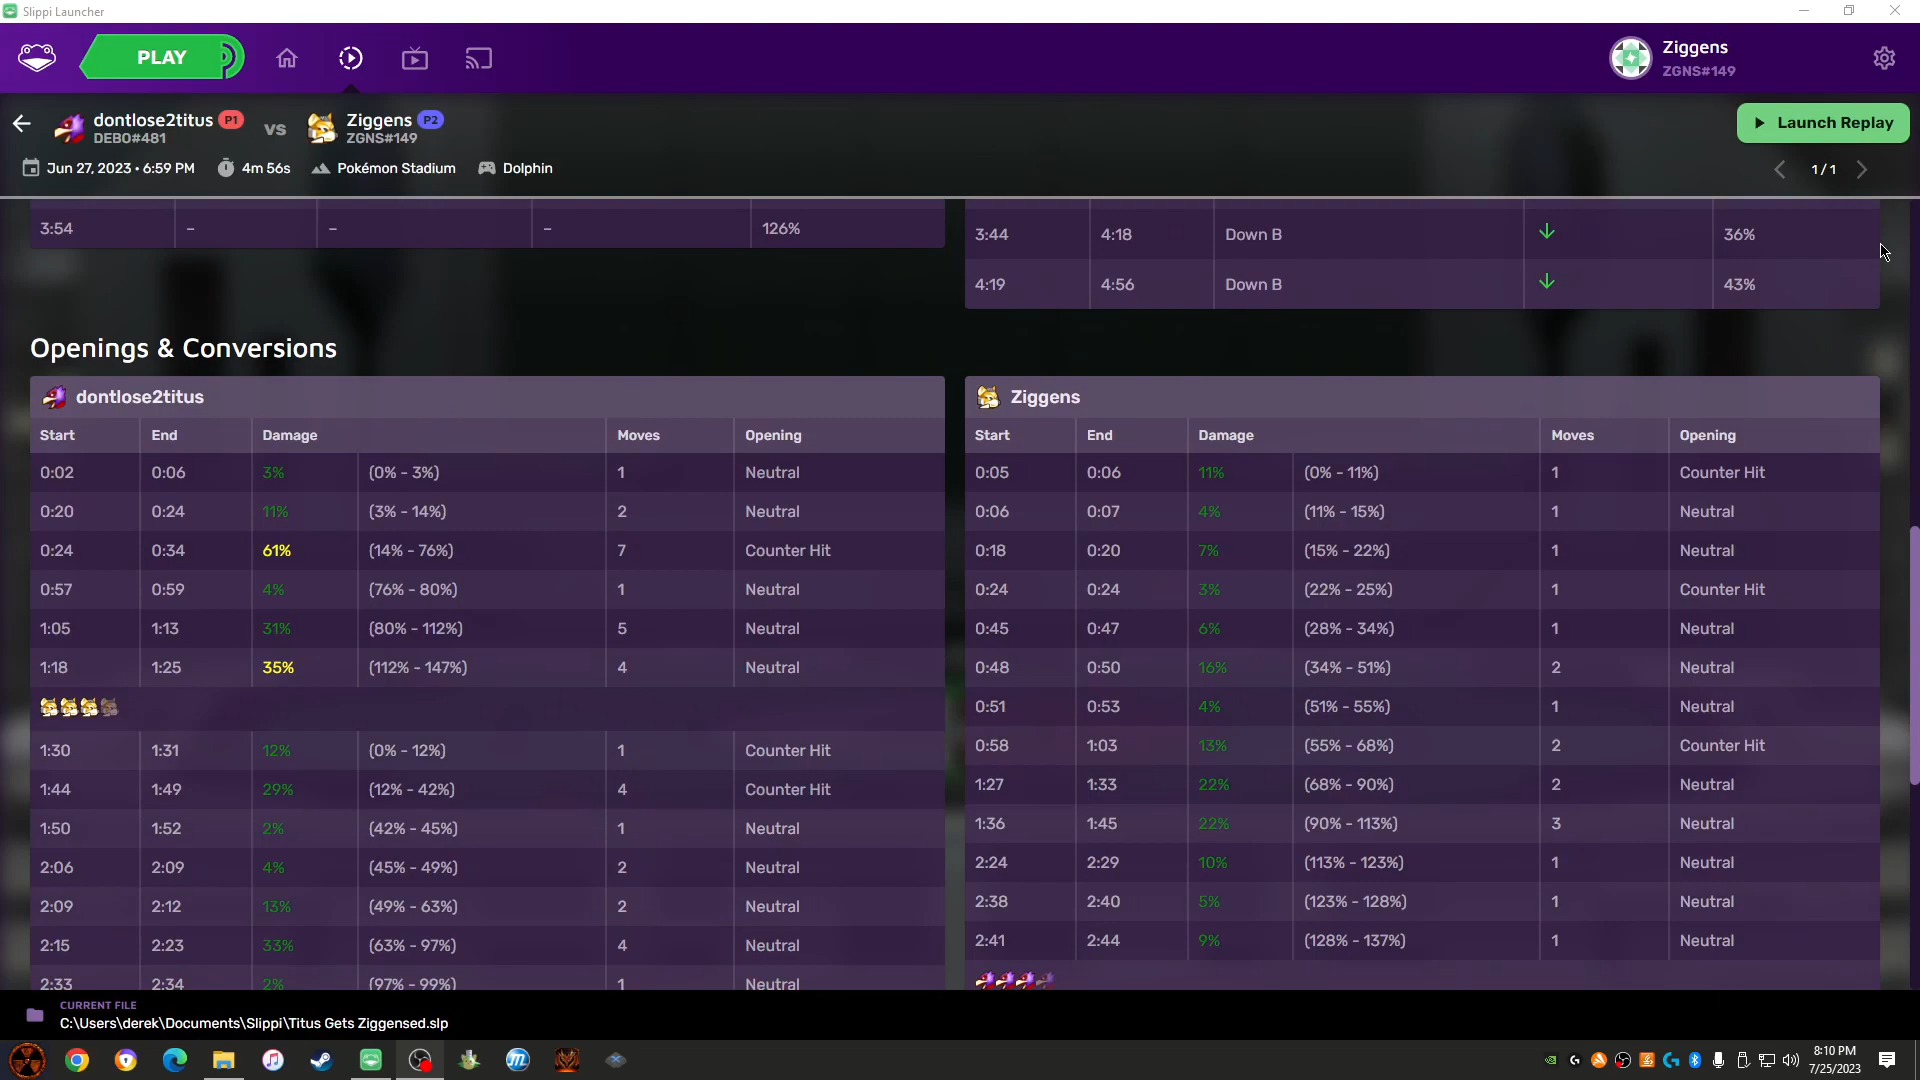 Slippi Launcher
PLAY
Ziggens
ZGNS#149
dontlose2titus P1
DEBO#481
vs
Ziggens P2
ZGNS#149
Launch Replay
Jun 27, 2023 • 6:59 PM 4m 56s Pokémon Stadium Dolphin
1 / 1
3:54 – – – 126%
3:44 4:18 Down B 36%
4:19 4:56 Down B 43%
Openings & Conversions
dontlose2titus
Start End Damage Moves Opening
0:02 0:06 3% (0% - 3%) 1 Neutral
0:20 0:24 11% (3% - 14%) 2 Neutral
0:24 0:34 61% (14% - 76%) 7 Counter Hit
0:57 0:59 4% (76% - 80%) 1 Neutral
1:05 1:13 31% (80% - 112%) 5 Neutral
1:18 1:25 35% (112% - 147%) 4 Neutral
1:30 1:31 12% (0% - 12%) 1 Counter Hit
1:44 1:49 29% (12% - 42%) 4 Counter Hit
1:50 1:52 2% (42% - 45%) 1 Neutral
2:06 2:09 4% (45% - 49%) 2 Neutral
2:09 2:12 13% (49% - 63%) 2 Neutral
2:15 2:23 33% (63% - 97%) 4 Neutral
2:33 2:34 2% (97% - 99%) 1 Neutral
Ziggens
Start End Damage Moves Opening
0:05 0:06 11% (0% - 11%) 1 Counter Hit
0:06 0:07 4% (11% - 15%) 1 Neutral
0:18 0:20 7% (15% - 22%) 1 Neutral
0:24 0:24 3% (22% - 25%) 1 Counter Hit
0:45 0:47 6% (28% - 34%) 1 Neutral
0:48 0:50 16% (34% - 51%) 2 Neutral
0:51 0:53 4% (51% - 55%) 1 Neutral
0:58 1:03 13% (55% - 68%) 2 Counter Hit
1:27 1:33 22% (68% - 90%) 2 Neutral
1:36 1:45 22% (90% - 113%) 3 Neutral
2:24 2:29 10% (113% - 123%) 1 Neutral
2:38 2:40 5% (123% - 128%) 1 Neutral
2:41 2:44 9% (128% - 137%) 1 Neutral
CURRENT FILE
C:\Users\derek\Documents\Slippi\Titus Gets Ziggensed.slp
8:10 PM
7/25/2023